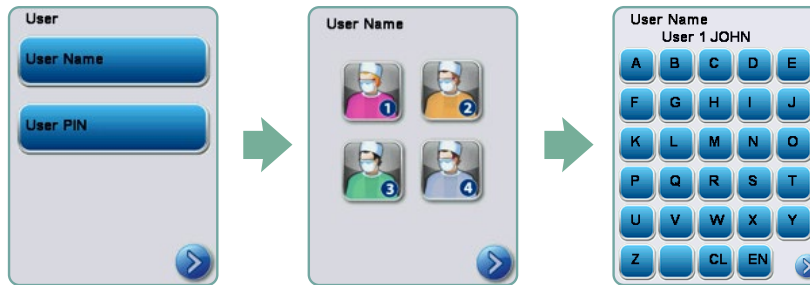 User
User Name
User PIN
User Name
1 2
3 4
User Name
User 1 JOHN
A B C D E
F G H I J
K L M N O
P Q R S T
U V W X Y
Z CL EN